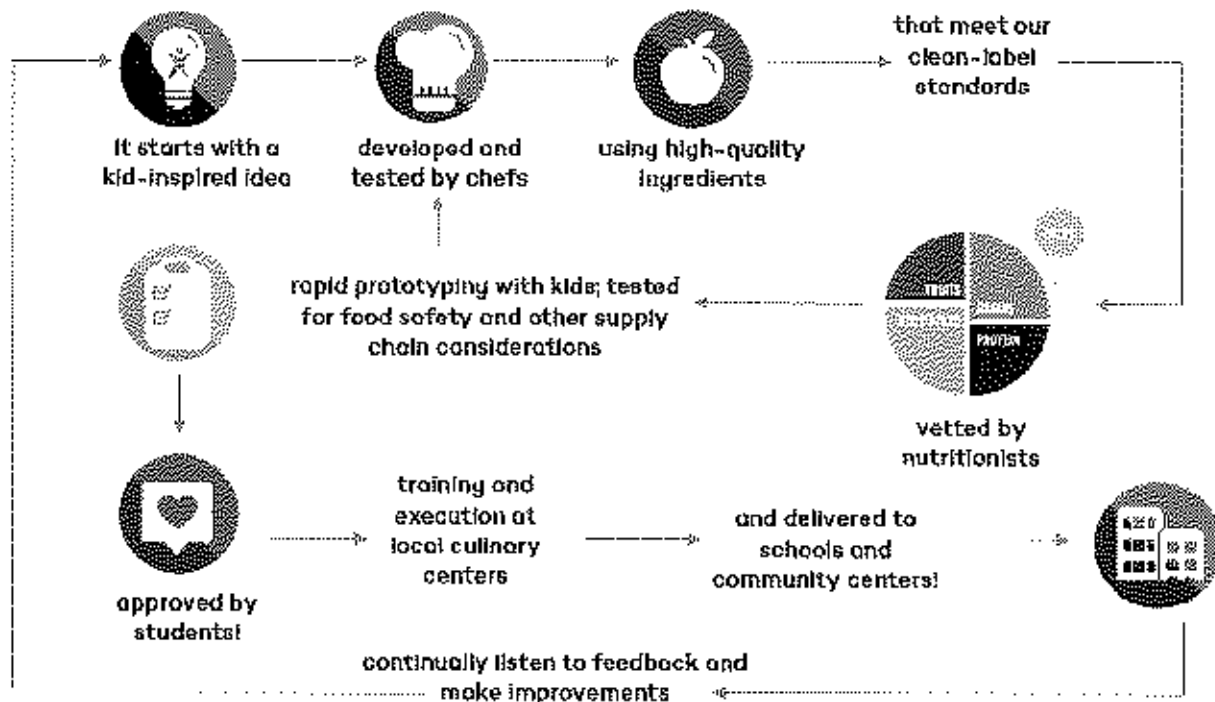 It starts with a
kid-inspired idea
developed and
tested by chefs
using high-quality
ingredients
that meet our
clean-label
standards
PROTEIN
vetted by
nutritionists
rapid prototyping with kids; tested
for food safety and other supply
chain considerations
approved by
students!
training and
execution at
local culinary
centers
and delivered to
schools and
community centers!
continually listen to feedback and
make improvements